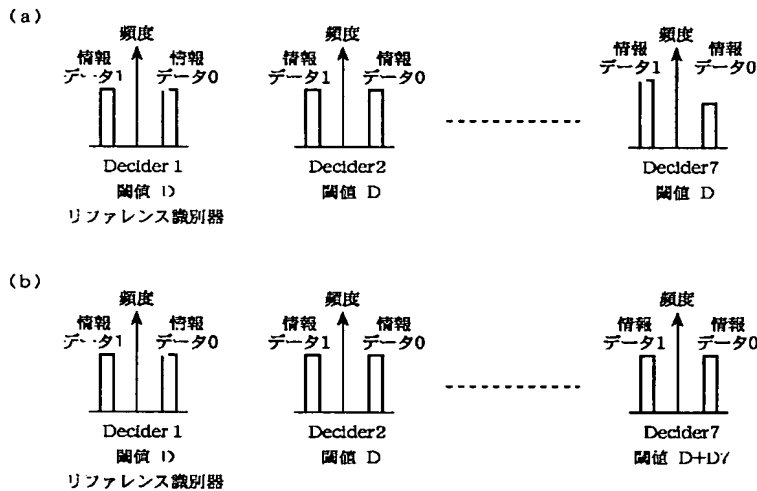 (a)
頻度 頻度 頻度
情報 情報 情報 情報 情報 情報
データ1 データ0 データ1 データ0 データ1 データ0
Decider 1 Decider2 Decider7
閾値 D 閾値 D 閾値 D
リファレンス識別器
(b)
頻度 頻度 頻度
情報 情報 情報 情報 情報 情報
データ1 データ0 データ1 データ0 データ1 データ0
Decider 1 Decider2 Decider7
閾値 D 閾値 D 閾値 D+D7
リファレンス識別器